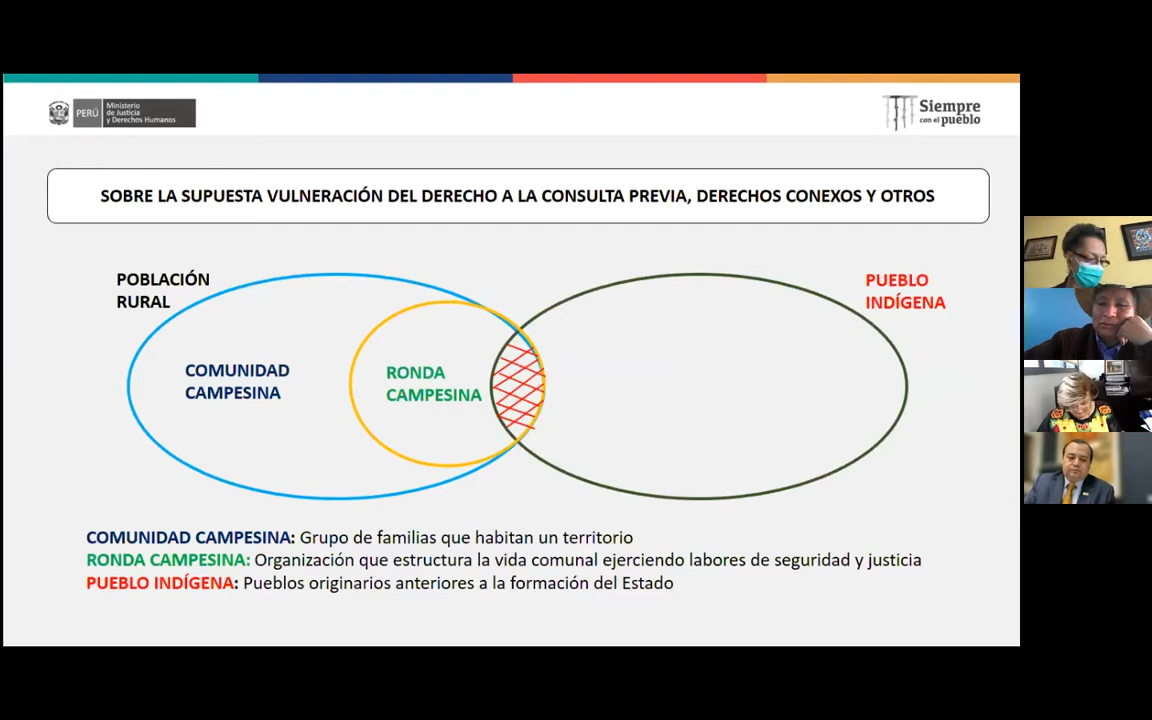 PERÚ
Ministerio
de Justicia
y Derechos Humanos
Siempre
con el pueblo
SOBRE LA SUPUESTA VULNERACIÓN DEL DERECHO A LA CONSULTA PREVIA, DERECHOS CONEXOS Y OTROS
POBLACIÓN
RURAL
PUEBLO
INDÍGENA
COMUNIDAD
CAMPESINA
RONDA
CAMPESINA
COMUNIDAD CAMPESINA: Grupo de familias que habitan un territorio
RONDA CAMPESINA: Organización que estructura la vida comunal ejerciendo labores de seguridad y justicia
PUEBLO INDÍGENA: Pueblos originarios anteriores a la formación del Estado